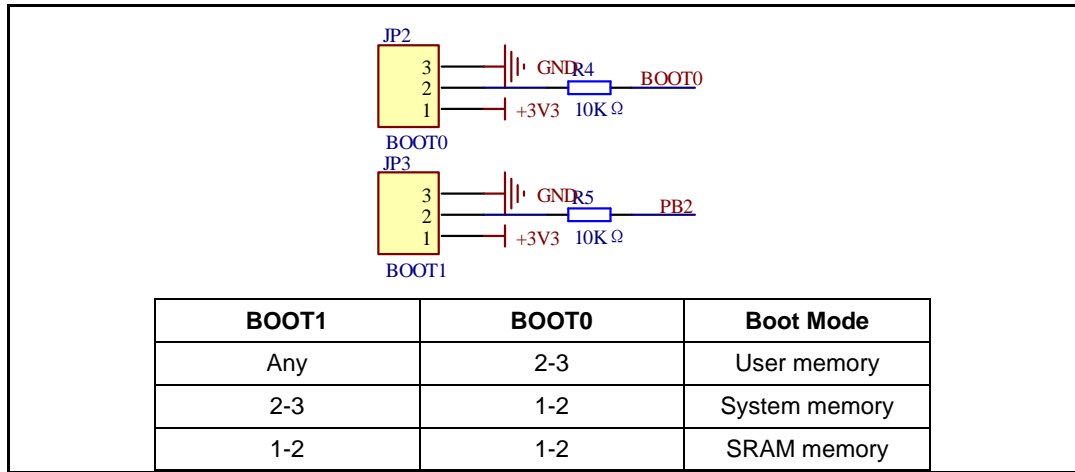 JP2
3 GND R4 BOOT0
2
1 +3V3 10K Ω
BOOT0
JP3
3 GND R5 PB2
2
1 +3V3 10K Ω
BOOT1
BOOT1 BOOT0 Boot Mode
Any 2-3 User memory
2-3 1-2 System memory
1-2 1-2 SRAM memory